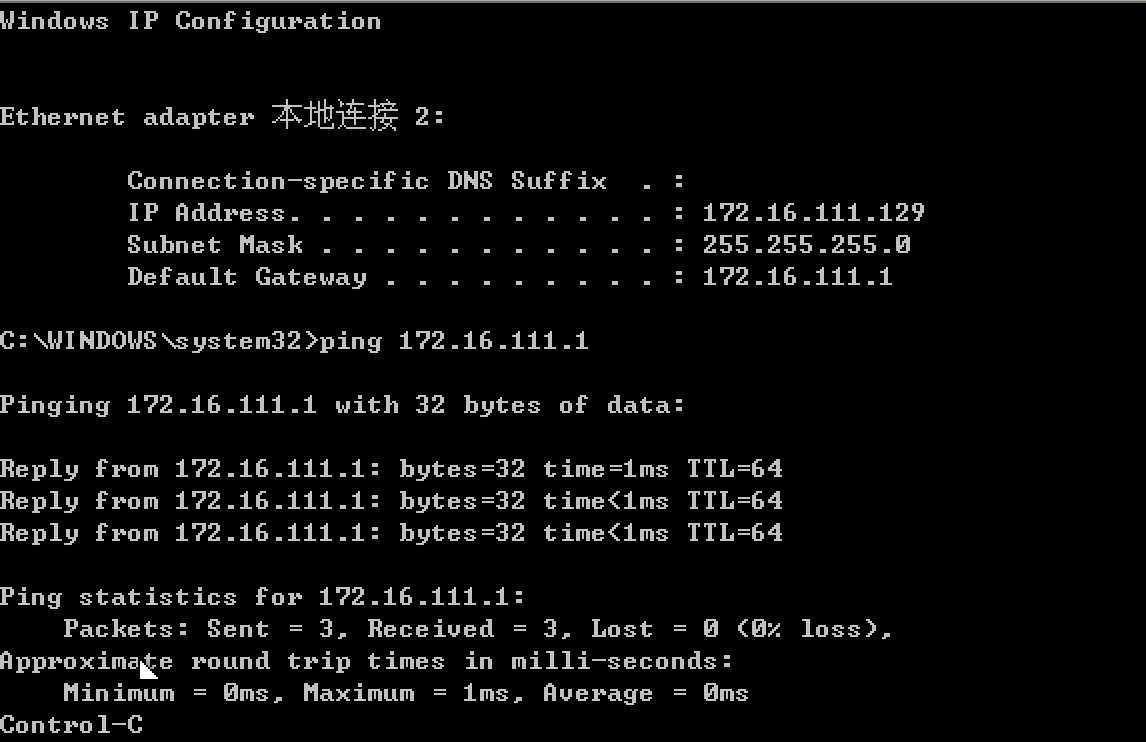 Windows IP Configuration
Ethernet adapter 本地连接 2:
Connection-specific DNS Suffix  . :
IP Address. . . . . . . . . . . . : 172.16.111.129
Subnet Mask . . . . . . . . . . . : 255.255.255.0
Default Gateway . . . . . . . . . : 172.16.111.1
C:\WINDOWS\system32>ping 172.16.111.1
Pinging 172.16.111.1 with 32 bytes of data:
Reply from 172.16.111.1: bytes=32 time=1ms TTL=64
Reply from 172.16.111.1: bytes=32 time<1ms TTL=64
Reply from 172.16.111.1: bytes=32 time<1ms TTL=64
Ping statistics for 172.16.111.1:
Packets: Sent = 3, Received = 3, Lost = 0 (0% loss),
Approximate round trip times in milli-seconds:
Minimum = 0ms, Maximum = 1ms, Average = 0ms
Control-C